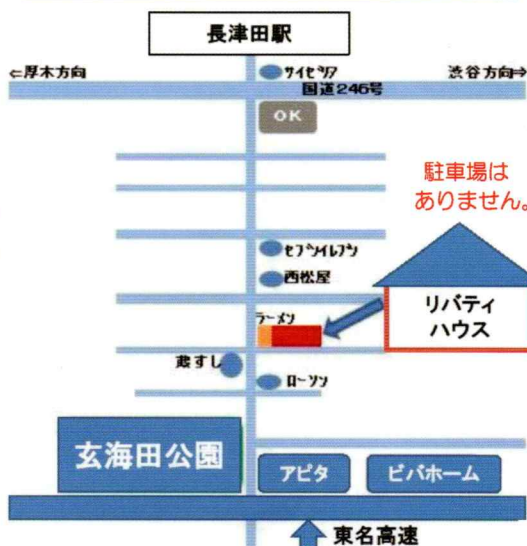 長津田駅
⇐厚木方向
サイゼリア
渋谷方向⇒
国道246号
OK
駐車場は
ありません。
セブンイレブン
西松屋
リバティ
ハウス
ラーメン
蔵すし
ローソン
玄海田公園
アピタ
ビバホーム
東名高速